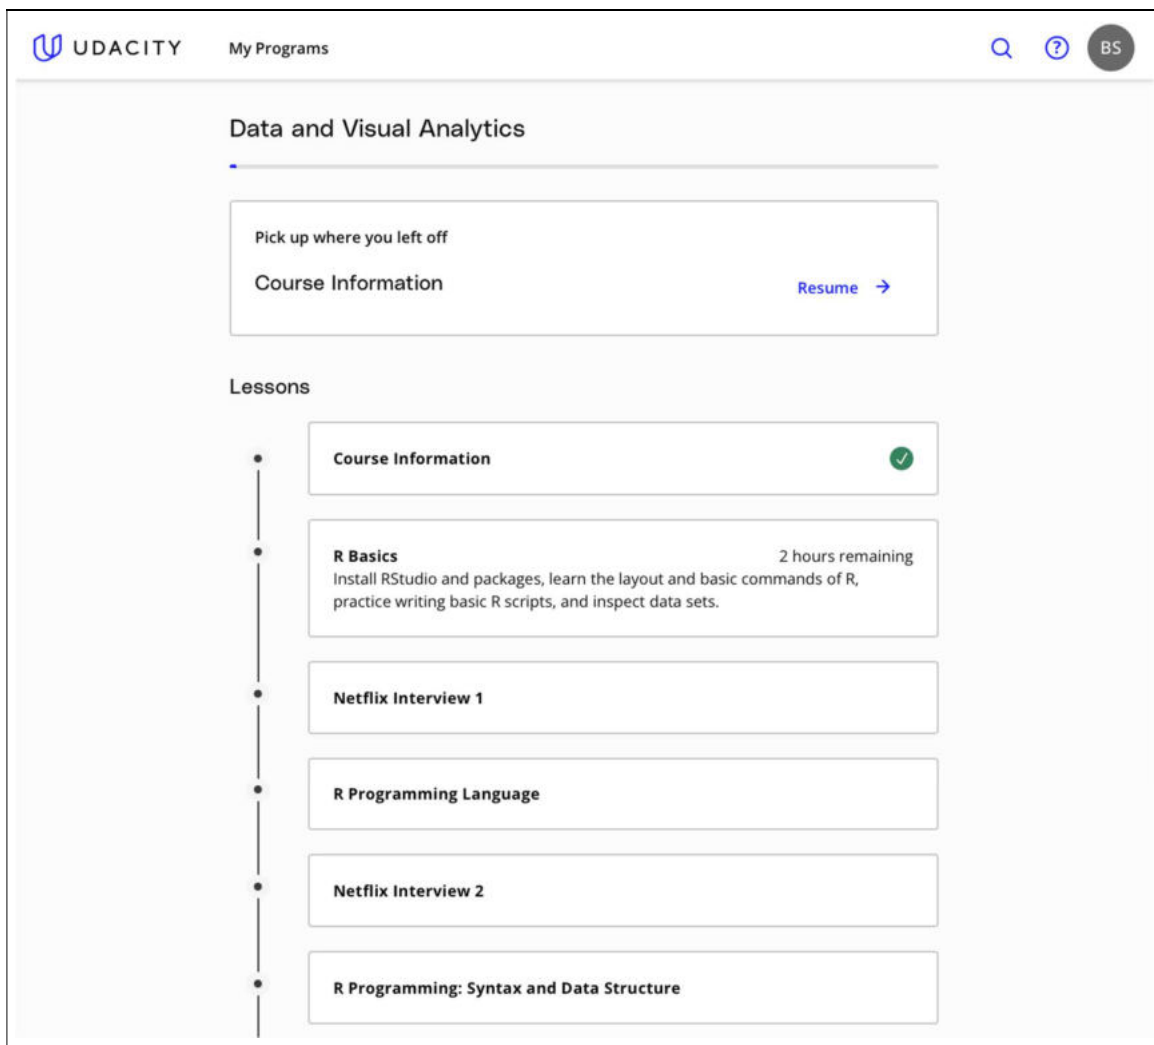 UDACITY My Programs BS
Data and Visual Analytics
Pick up where you left off
Course Information Resume →
Lessons
Course Information
R Basics 2 hours remaining
Install RStudio and packages, learn the layout and basic commands of R,
practice writing basic R scripts, and inspect data sets.
Netflix Interview 1
R Programming Language
Netflix Interview 2
R Programming: Syntax and Data Structure